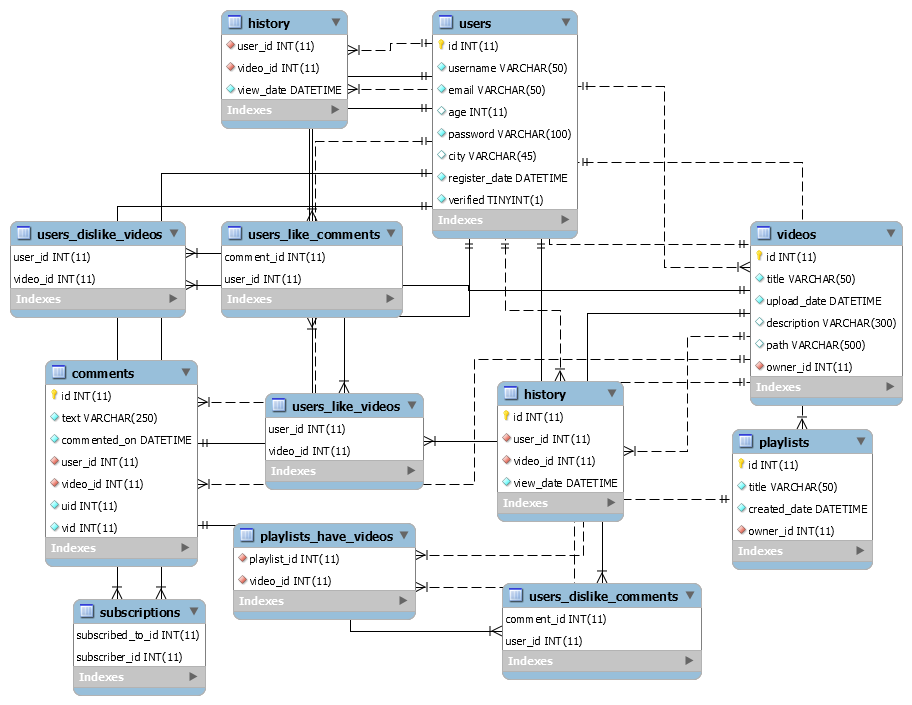 history
user_id INT(11)
video_id INT(11)
view_date DATETIME
Indexes
users
id INT(11)
username VARCHAR(50)
email VARCHAR(50)
age INT(11)
password VARCHAR(100)
city VARCHAR(45)
register_date DATETIME
verified TINYINT(1)
Indexes
users_dislike_videos
user_id INT(11)
video_id INT(11)
Indexes
users_like_comments
comment_id INT(11)
user_id INT(11)
Indexes
videos
id INT(11)
title VARCHAR(50)
upload_date DATETIME
description VARCHAR(300)
path VARCHAR(500)
owner_id INT(11)
Indexes
comments
id INT(11)
text VARCHAR(250)
commented_on DATETIME
user_id INT(11)
video_id INT(11)
uid INT(11)
vid INT(11)
Indexes
users_like_videos
user_id INT(11)
video_id INT(11)
Indexes
history
id INT(11)
user_id INT(11)
video_id INT(11)
view_date DATETIME
Indexes
playlists
id INT(11)
title VARCHAR(50)
created_date DATETIME
owner_id INT(11)
Indexes
playlists_have_videos
playlist_id INT(11)
video_id INT(11)
Indexes
users_dislike_comments
comment_id INT(11)
user_id INT(11)
Indexes
subscriptions
subscribed_to_id INT(11)
subscriber_id INT(11)
Indexes